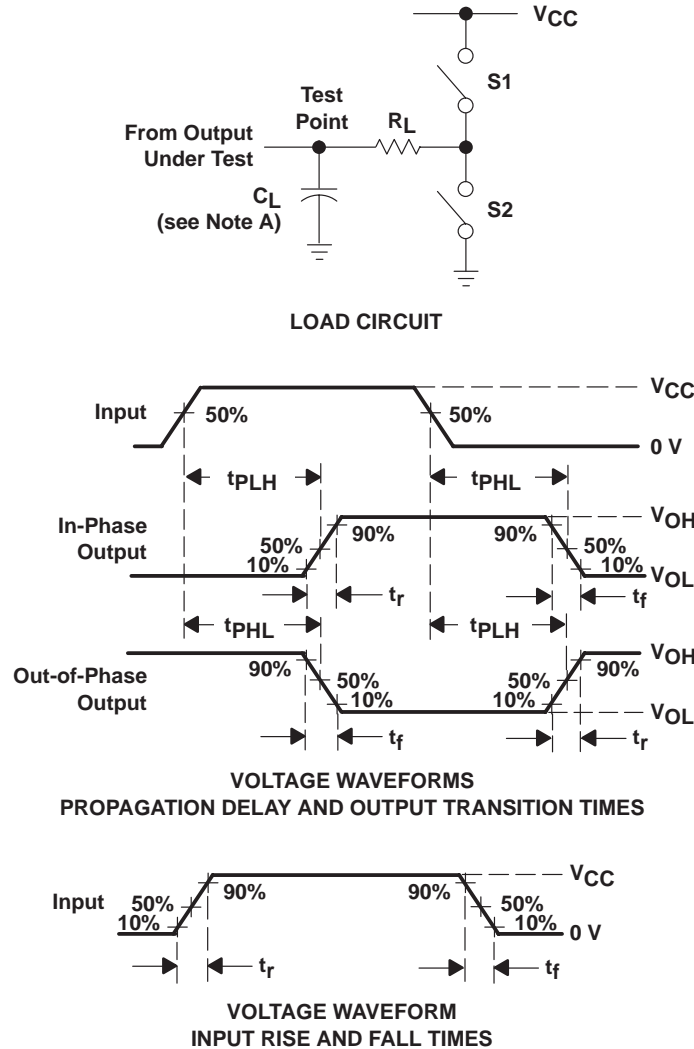 VCC
S1
Test
Point
RL
From Output
Under Test
CL
(see Note A)
S2
LOAD CIRCUIT
Input
50%
50%
VCC
0 V
tPLH
tPHL
In-Phase
Output
50%
10%
90%
90%
50%
10%
VOH
VOL
tr
tf
tPHL
tPLH
Out-of-Phase
Output
90%
50%
10%
50%
10%
90%
VOH
VOL
tf
tr
VOLTAGE WAVEFORMS
PROPAGATION DELAY AND OUTPUT TRANSITION TIMES
Input
50%
10%
90%
90%
50%
10%
VCC
0 V
tr
tf
VOLTAGE WAVEFORM
INPUT RISE AND FALL TIMES